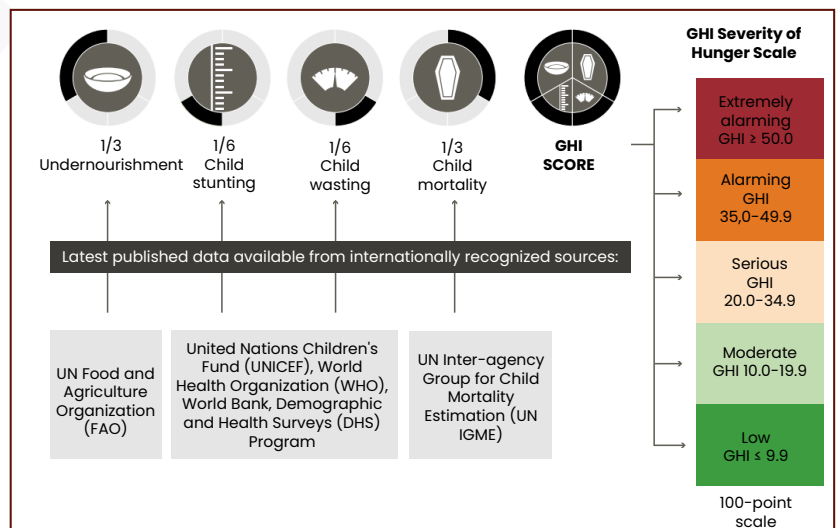 GHI Severity of
Hunger Scale
1/3
Undernourishment
1/6
Child
stunting
1/6
Child
wasting
1/3
Child
mortality
GHI
SCORE
Latest published data available from internationally recognized sources:
UN Food and
Agriculture
Organization
(FAO)
United Nations Children's
Fund (UNICEF), World
Health Organization (WHO),
World Bank, Demographic
and Health Surveys (DHS)
Program
UN Inter-agency
Group for Child
Mortality
Estimation (UN
IGME)
Extremely
alarming
GHI ≥ 50.0
Alarming
GHI
35,0-49.9
Serious
GHI
20.0-34.9
Moderate
GHI 10.0-19.9
Low
GHI ≤ 9.9
100-point
scale